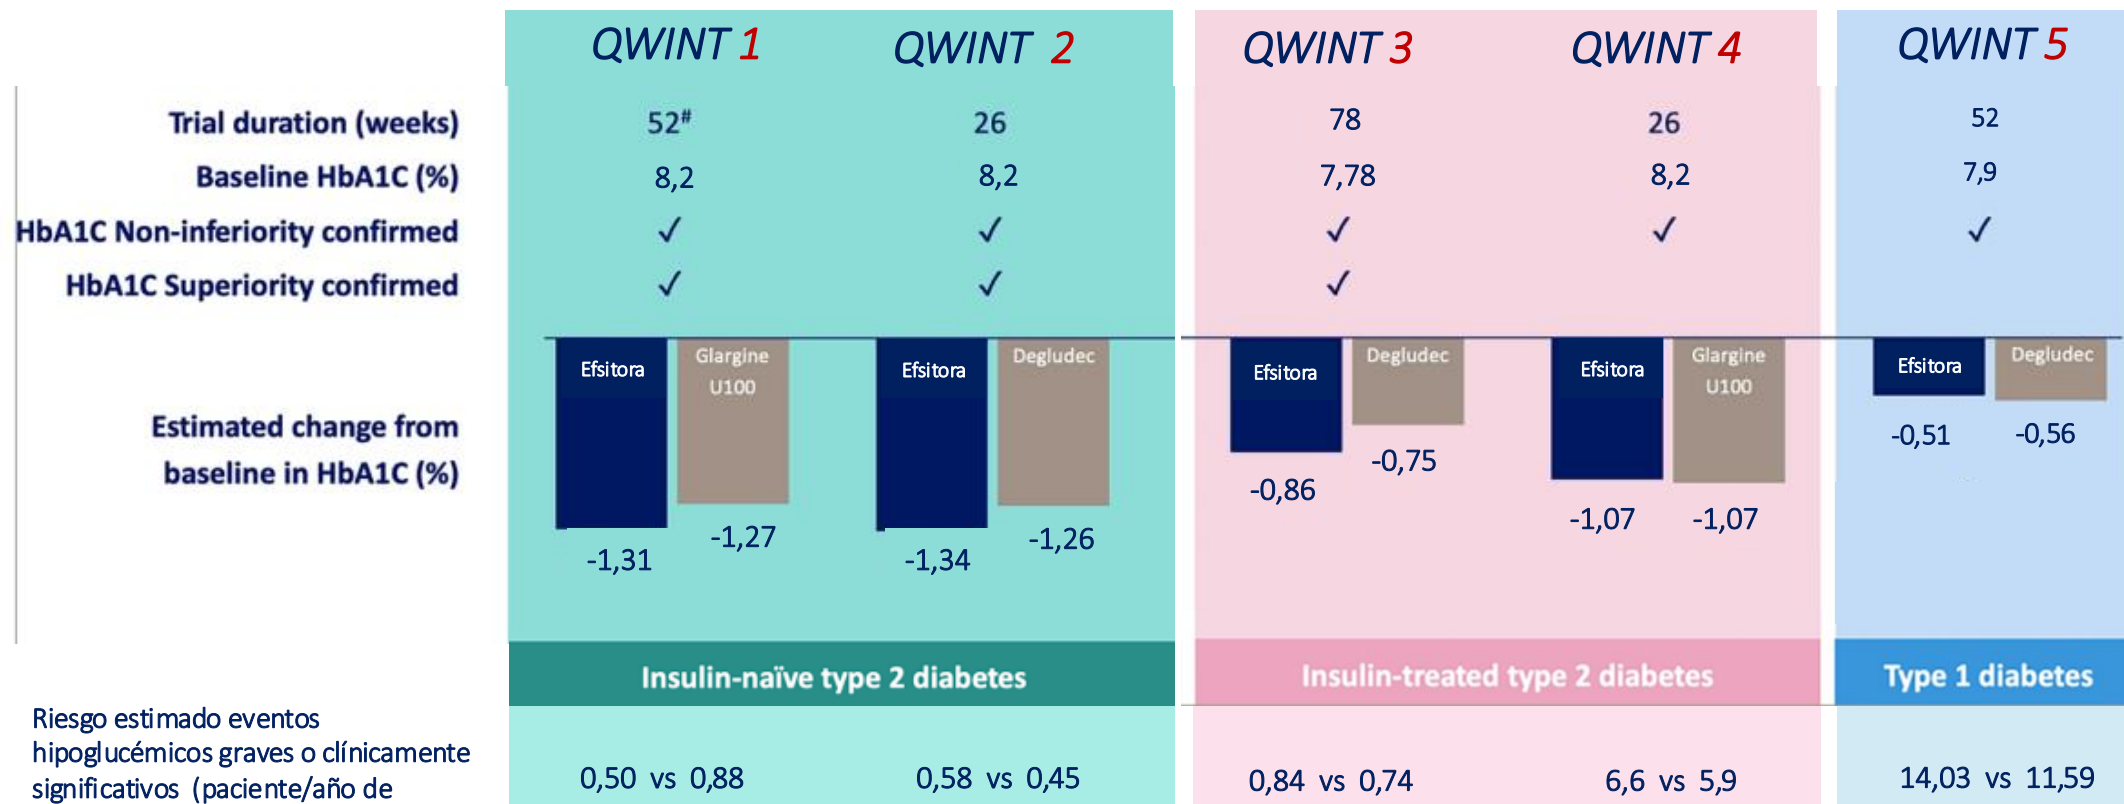 QWINT 1 QWINT 2 QWINT 3 QWINT 4 QWINT 5
Trial duration (weeks) 52# 26 78 26 52
Baseline HbA1C (%) 8,2 8,2 7,78 8,2 7,9
HbA1C Non-inferiority confirmed ✓ ✓ ✓ ✓ ✓
HbA1C Superiority confirmed ✓ ✓ ✓
Efsitora Glargine U100 Efsitora Degludec Efsitora Degludec Efsitora Glargine U100 Efsitora Degludec
Estimated change from
baseline in HbA1C (%)
-1,31 -1,27 -1,34 -1,26 -0,86 -0,75 -1,07 -1,07 -0,51 -0,56
Insulin-naïve type 2 diabetes Insulin-treated type 2 diabetes Type 1 diabetes
Riesgo estimado eventos
hipoglucémicos graves o clínicamente
significativos (paciente/año de
0,50 vs 0,88 0,58 vs 0,45 0,84 vs 0,74 6,6 vs 5,9 14,03 vs 11,59